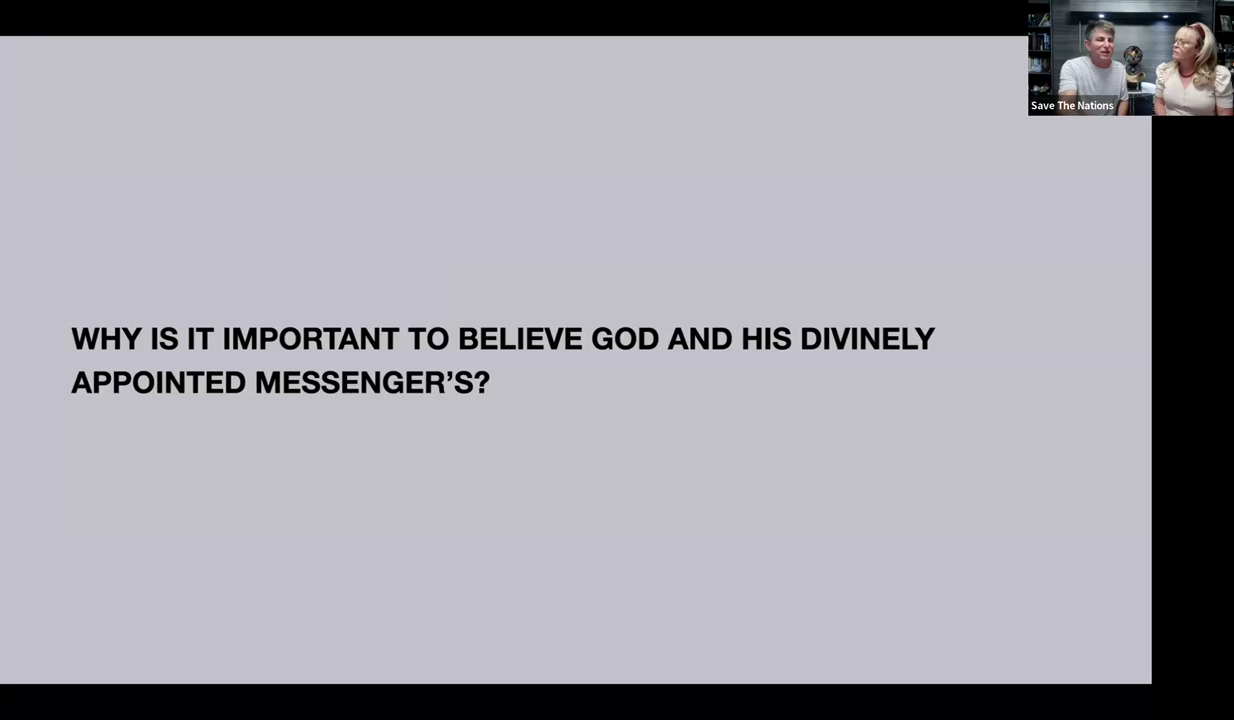 Save The Nations
WHY IS IT IMPORTANT TO BELIEVE GOD AND HIS DIVINELY
APPOINTED MESSENGER’S?